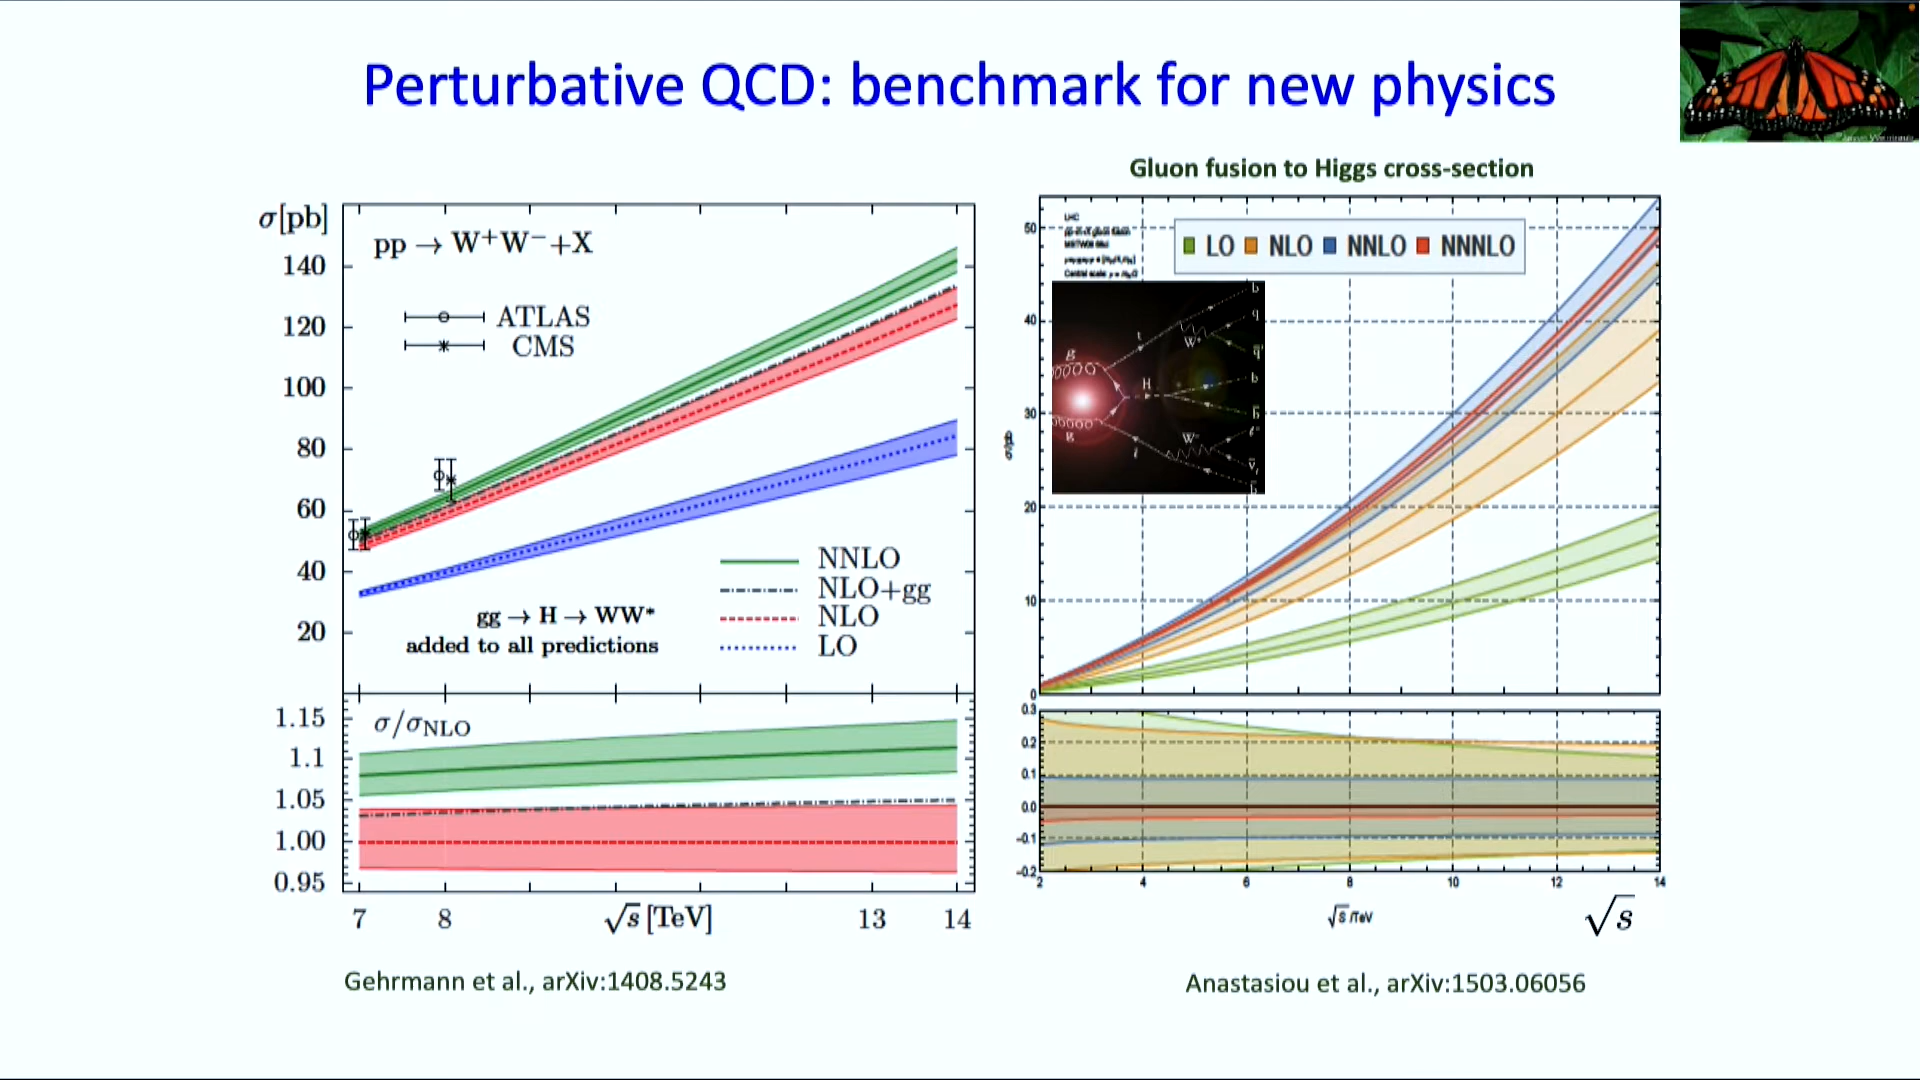 Perturbative QCD: benchmark for new physics
σ[pb]
pp → W⁺W⁻+X
ATLAS
CMS
140
120
100
80
60
40
20
NNLO
NLO+gg
NLO
LO
gg → H → WW*
added to all predictions
σ/σNLO
1.15
1.1
1.05
1.00
0.95
7
8
√s [TeV]
13
14
Gehrmann et al., arXiv:1408.5243
Gluon fusion to Higgs cross-section
LHC
LO NLO NNLO NNNLO
50
40
30
20
10
0
σ/pb
g
t
W⁺
b
q
q̄
H
b
b̄
g
W⁻
b̄
0.3
0.2
0.1
0.0
-0.1
-0.2
2 4 6 8 10 12 14
√s /TeV
√s
Anastasiou et al., arXiv:1503.06056